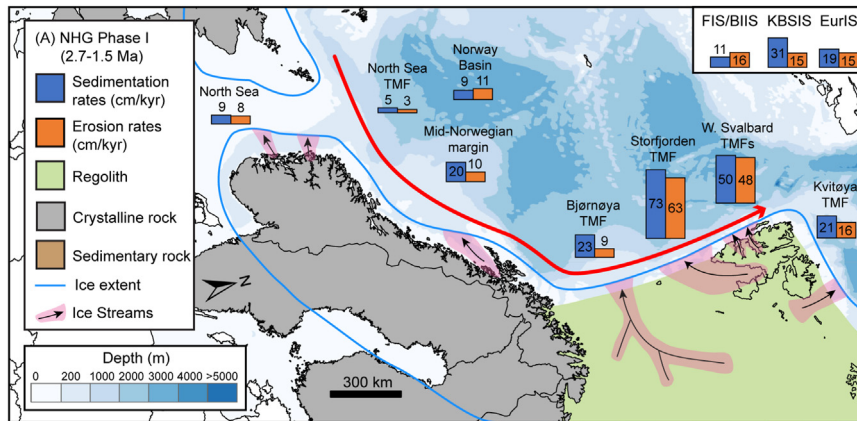 (A) NHG Phase I
(2.7-1.5 Ma)
Sedimentation
rates (cm/kyr)
Erosion rates
(cm/kyr)
Regolith
Crystalline rock
Sedimentary rock
Ice extent
Ice Streams
Depth (m)
0 200 1000 2000 3000 4000 >5000
N
300 km
North Sea
9 8
North Sea
TMF
5 3
Norway
Basin
9 11
Mid-Norwegian
margin
20 10
Bjørnøya
TMF
23 9
Storfjorden
TMF
73 63
W. Svalbard
TMFs
50 48
Kvitøya
TMF
21 16
FIS/BIIS KBSIS EurIS
11 16 31 15 19 15